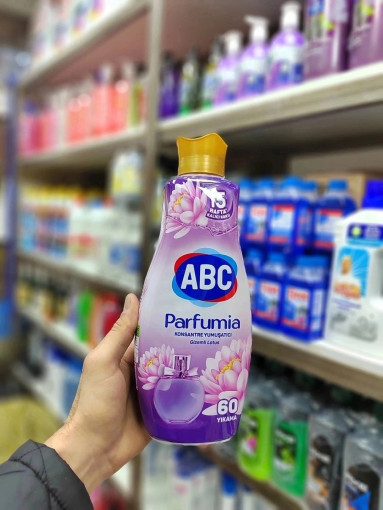 15
HAFTA
ABC
Parfumia
KONSANTRE YUMUŞATICI
Gizemli Lotus
60
YIKAMA